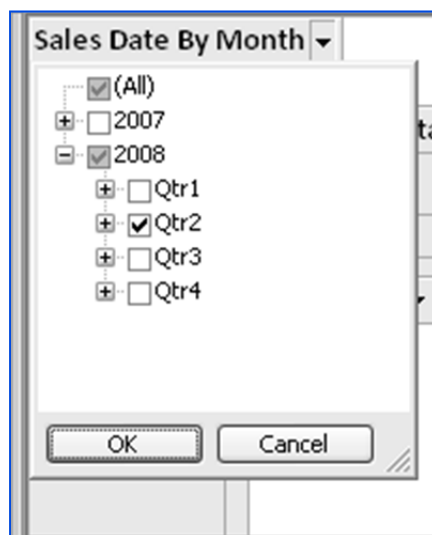 Sales Date By Month
(All)
2007
2008
Qtr1
Qtr2
Qtr3
Qtr4
OK
Cancel